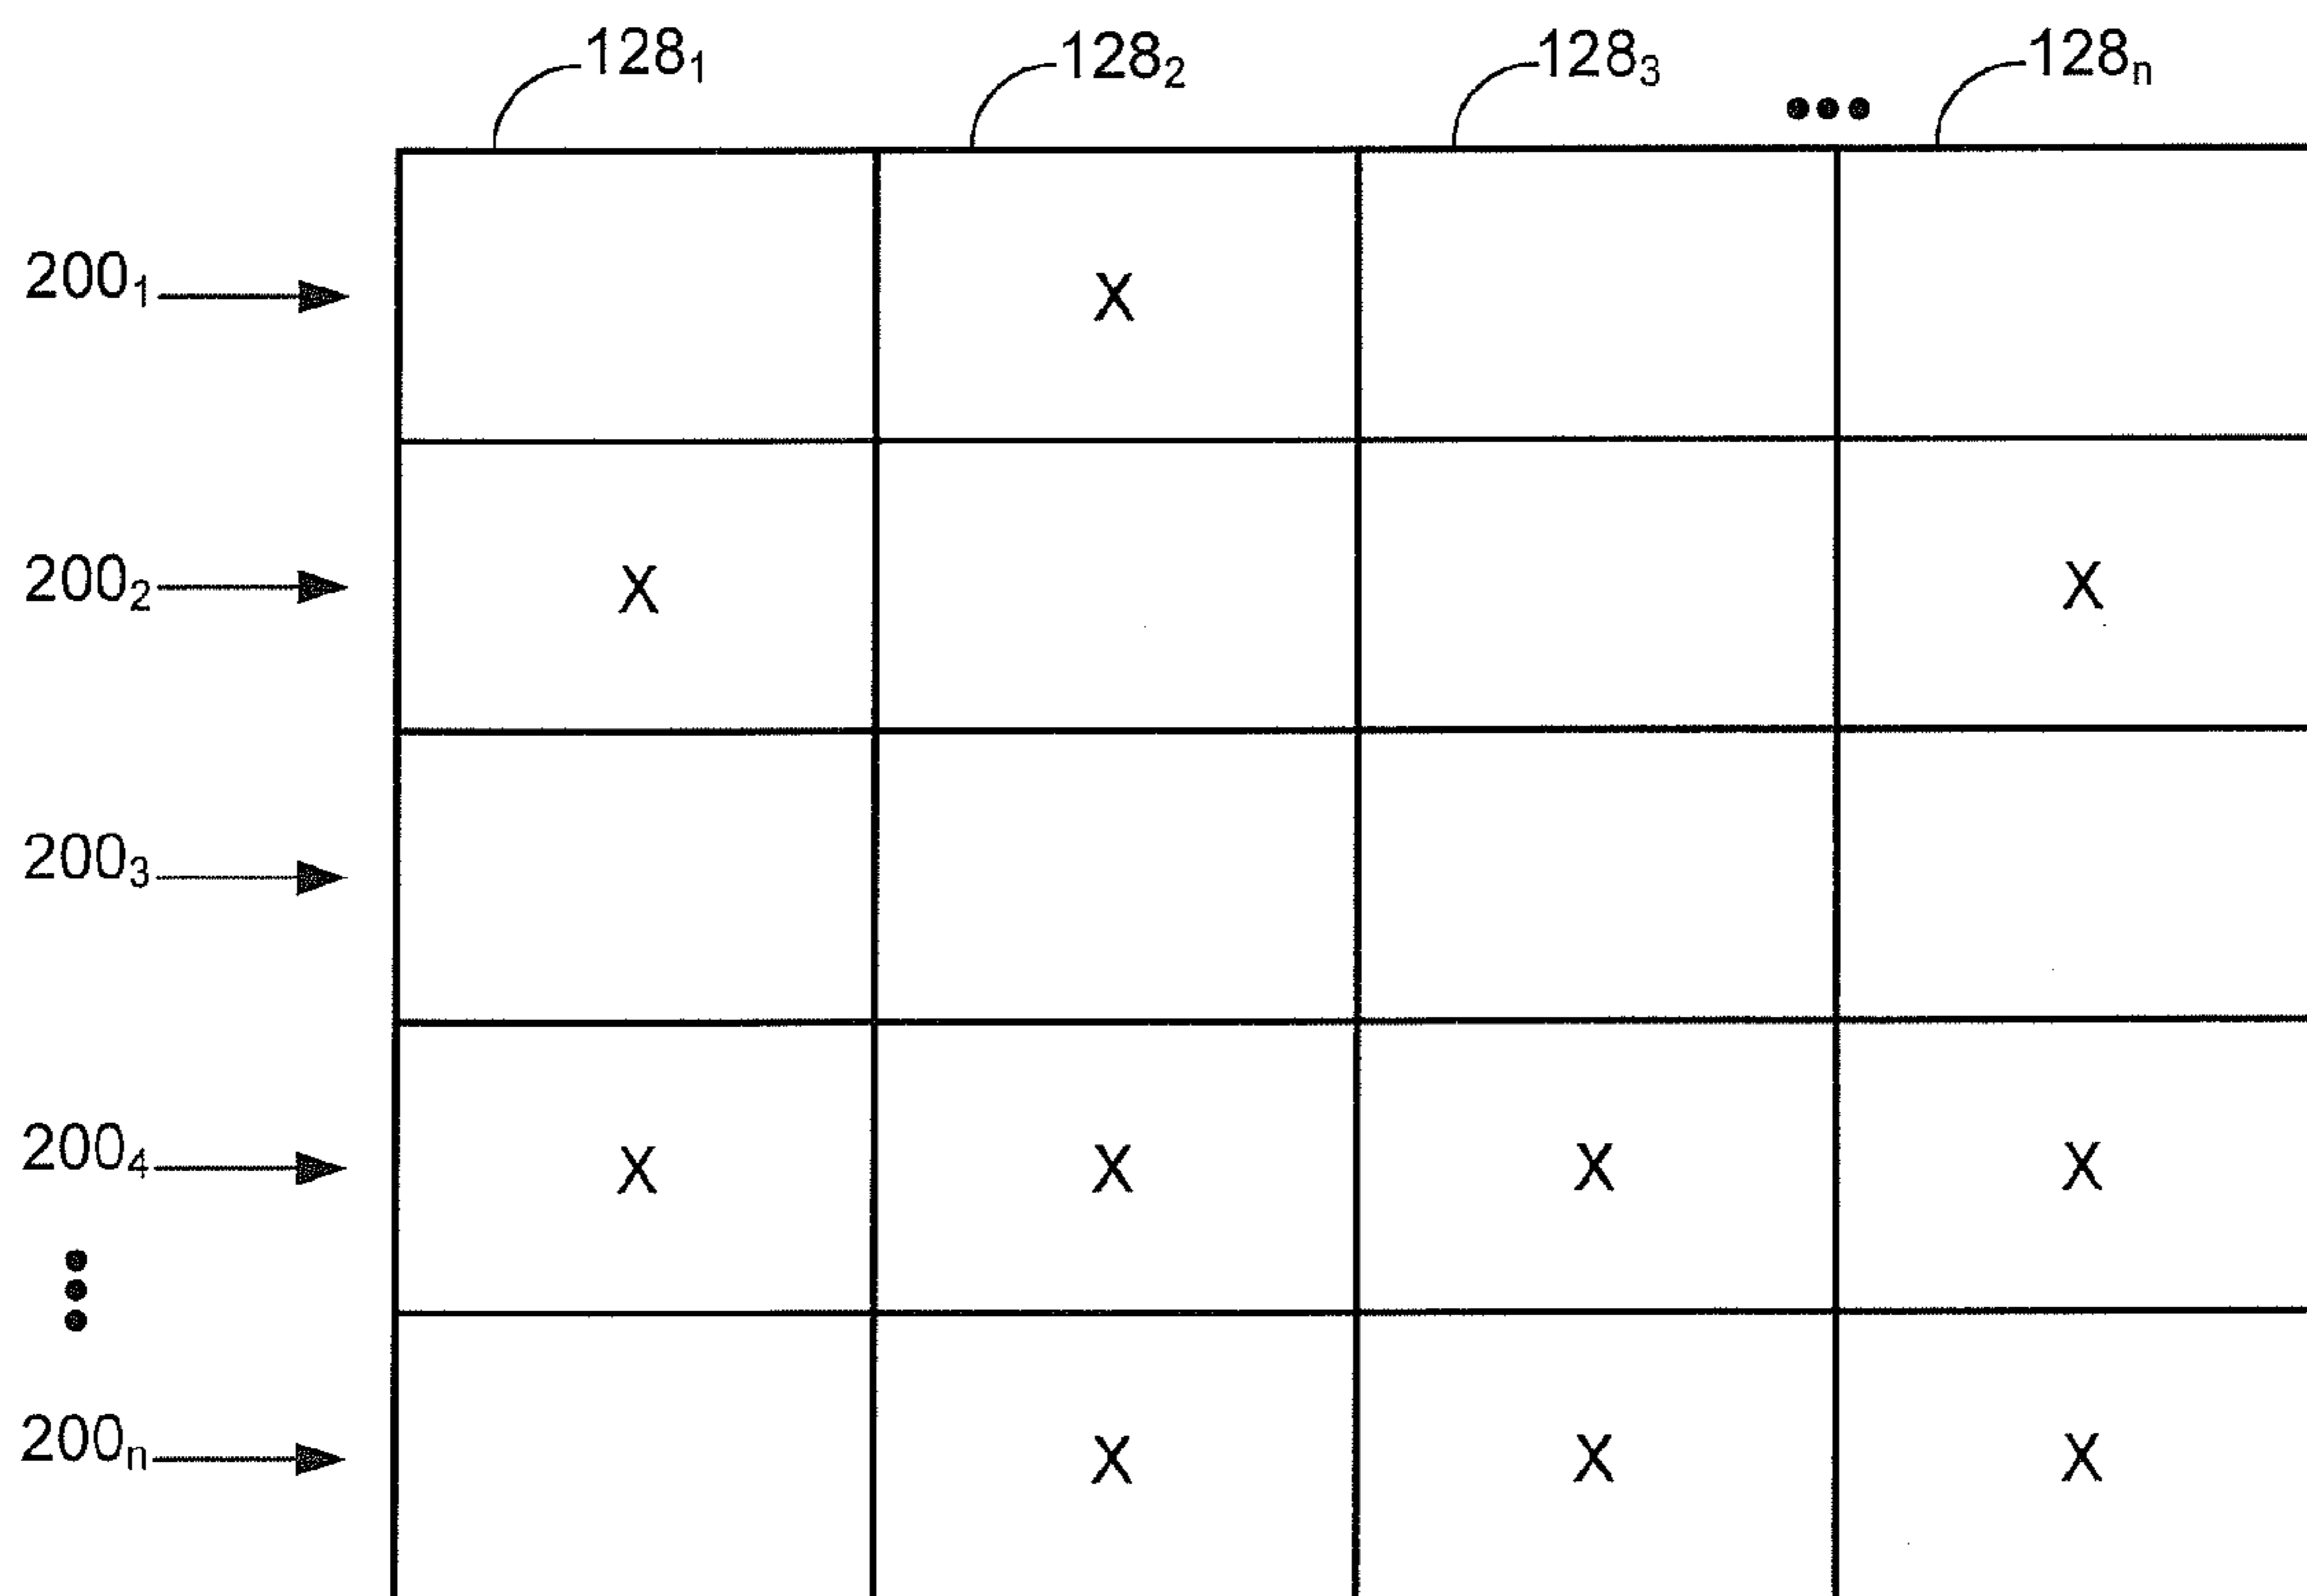 128₁ 128₂ 128₃ ••• 128ₙ
200₁ X
200₂ X X
200₃
200₄ X X X X
200ₙ X X X